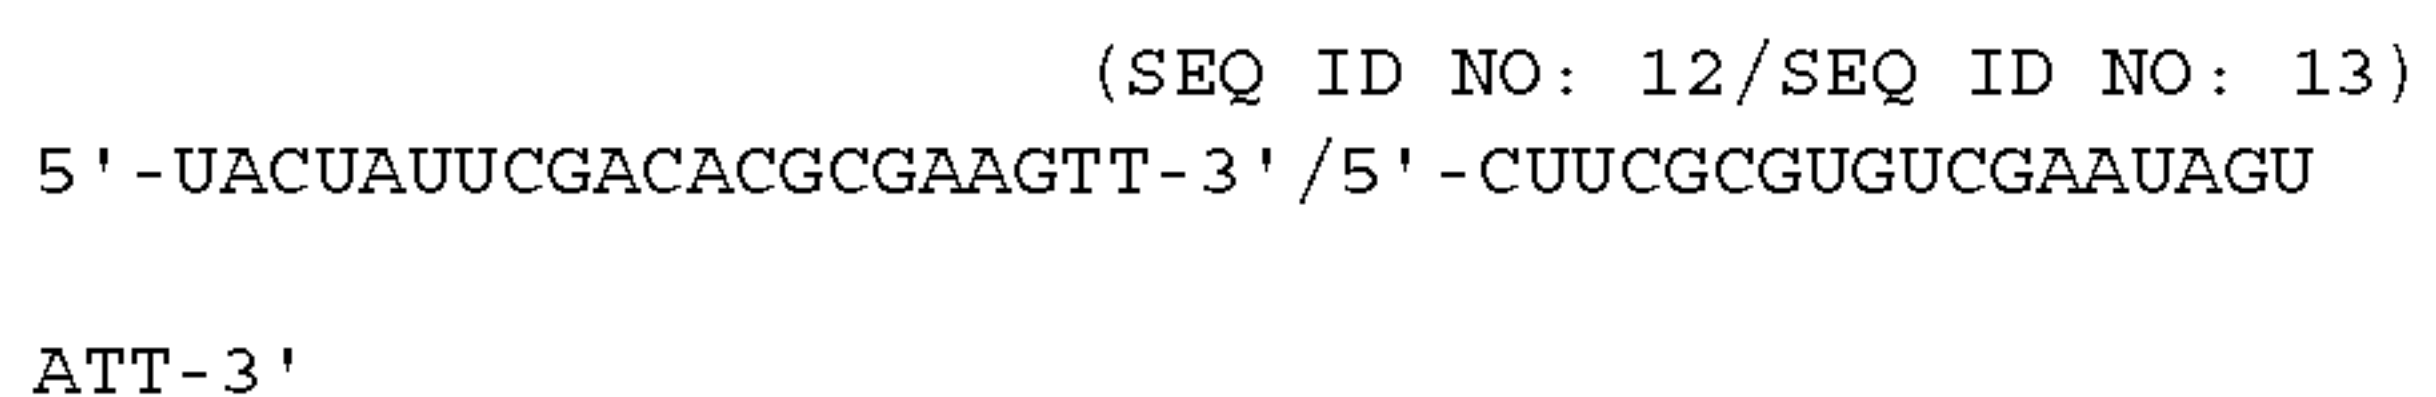 (SEQ ID NO: 12/SEQ ID NO: 13)
5'-UACUAUUCGACACGCGAAGTT-3'/5'-CUUCGCGUGUCGAAUAGU
ATT-3'